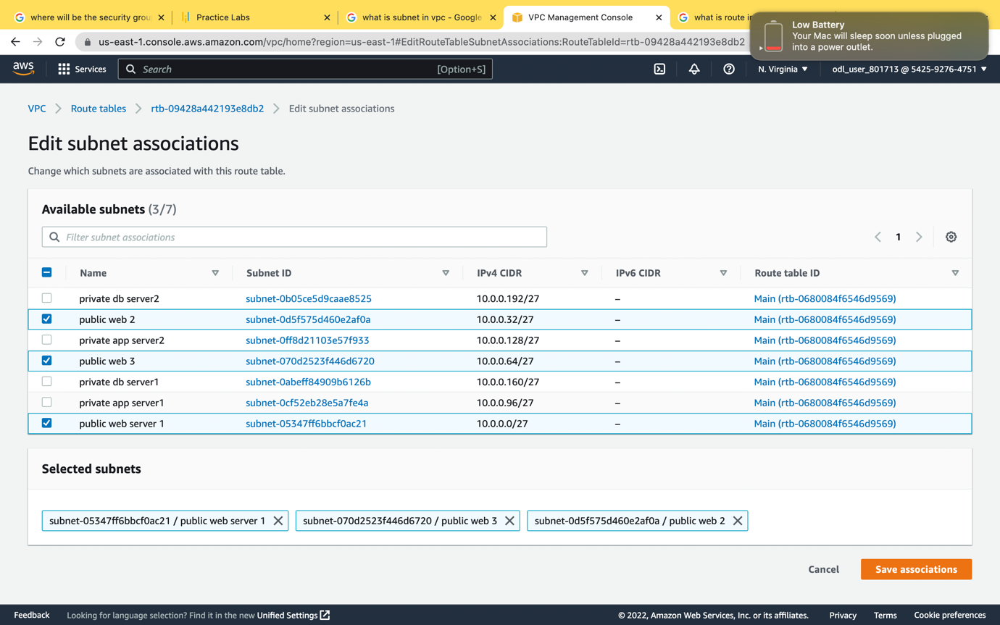 where will be the security grou
Practice Labs
what is subnet in vpc - Google
VPC Management Console
what is route in
Low Battery
Your Mac will sleep soon unless plugged
into a power outlet.
us-east-1.console.aws.amazon.com/vpc/home?region=us-east-1#EditRouteTableSubnetAssociations:RouteTableId=rtb-09428a442193e8db2
aws
Services
Search
[Option+S]
N. Virginia
odl_user_801713 @ 5425-9276-4751
VPC
Route tables
rtb-09428a442193e8db2
Edit subnet associations
Edit subnet associations
Change which subnets are associated with this route table.
Available subnets (3/7)
Filter subnet associations
1
Name Subnet ID IPv4 CIDR IPv6 CIDR Route table ID
private db server2 subnet-0b05ce5d9caae8525 10.0.0.192/27 – Main (rtb-0680084f6546d9569)
public web 2 subnet-0d5f575d460e2af0a 10.0.0.32/27 – Main (rtb-0680084f6546d9569)
private app server2 subnet-0ff8d21103e57f933 10.0.0.128/27 – Main (rtb-0680084f6546d9569)
public web 3 subnet-070d2523f446d6720 10.0.0.64/27 – Main (rtb-0680084f6546d9569)
private db server1 subnet-0abeff84909b6126b 10.0.0.160/27 – Main (rtb-0680084f6546d9569)
private app server1 subnet-0cf52eb28e5a7fe4a 10.0.0.96/27 – Main (rtb-0680084f6546d9569)
public web server 1 subnet-05347ff6bbcf0ac21 10.0.0.0/27 – Main (rtb-0680084f6546d9569)
Selected subnets
subnet-05347ff6bbcf0ac21 / public web server 1
subnet-070d2523f446d6720 / public web 3
subnet-0d5f575d460e2af0a / public web 2
Cancel
Save associations
Feedback
Looking for language selection? Find it in the new Unified Settings
© 2022, Amazon Web Services, Inc. or its affiliates.
Privacy
Terms
Cookie preferences